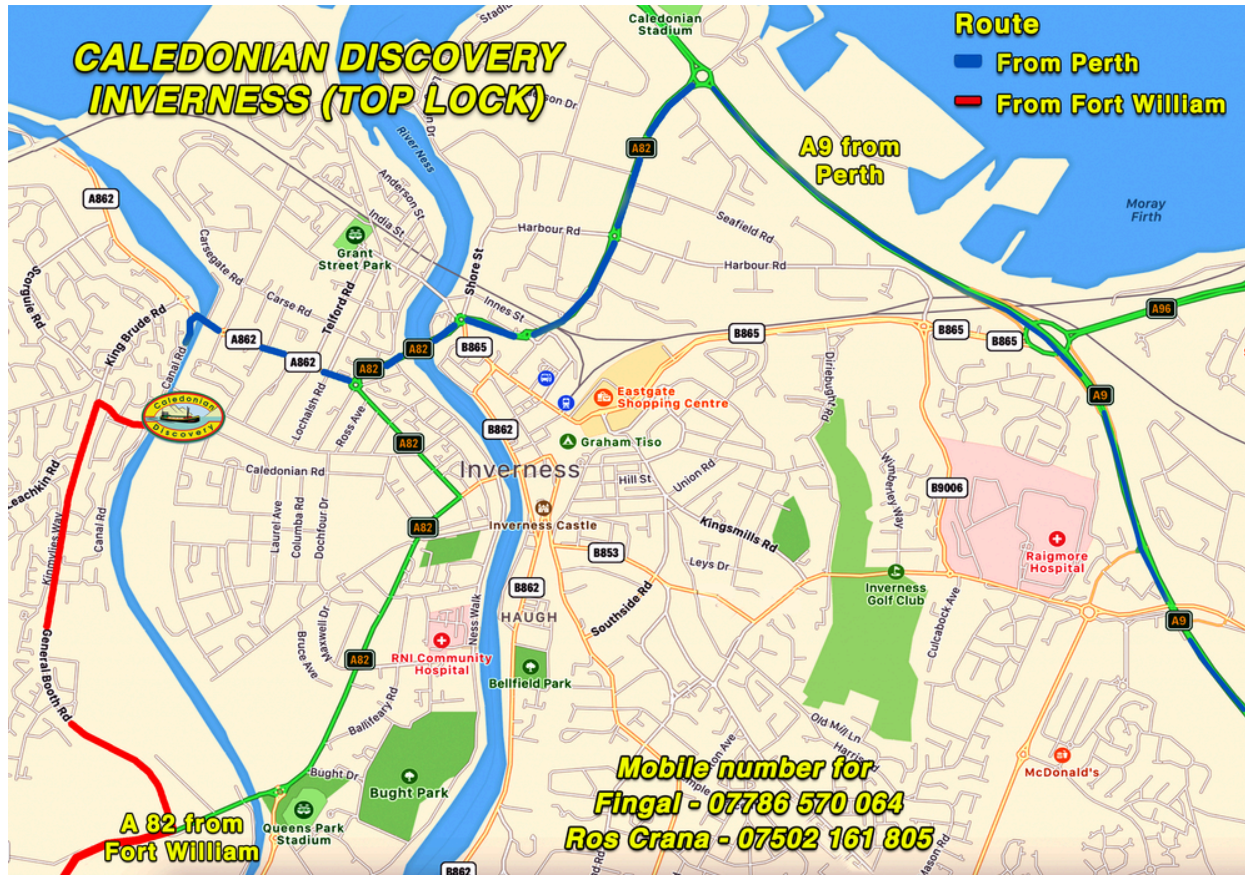 CALEDONIAN DISCOVERY
INVERNESS (TOP LOCK)
Route
From Perth
From Fort William
Caledonian
Stadium
A9 from
Perth
Moray
Firth
River Ness
A82
A862
Anderson St
India St
Grant
Street Park
Carsegate Rd
Scorguie Rd
King Brude Rd
Carse Rd
Telford Rd
Shore St
Innes St
Harbour Rd
Seafield Rd
Harbour Rd
A96
A862
A862
A82
A82
B865
B865
B865
B865
Canal Rd
Caledonian
Discovery
Lochalsh Rd
Ross Ave
Eastgate
Shopping Centre
Diriebught Rd
A9
B862
Graham Tiso
A82
Inverness
Caledonian Rd
Leachkin Rd
Hill St
Union Rd
Wimberley Way
B9006
Kinmylies Way
Canal Rd
Laurel Ave
Columba Rd
Dochfour Dr
A82
Inverness Castle
Kingsmills Rd
B853
Leys Dr
Raigmore
Hospital
B862
HAUGH
Southside Rd
Inverness
Golf Club
Culcabock Ave
A9
General Booth Rd
Bruce Ave
Maxwell Dr
A82
RNI Community
Hospital
Ness Walk
Bellfield Park
Ballifeary Rd
Old Mill Ln
Bught Dr
Bught Park
McDonald's
Queens Park
Stadium
A 82 from
Fort William
Mobile number for
Fingal - 07786 570 064
Ros Crana - 07502 161 805
B862